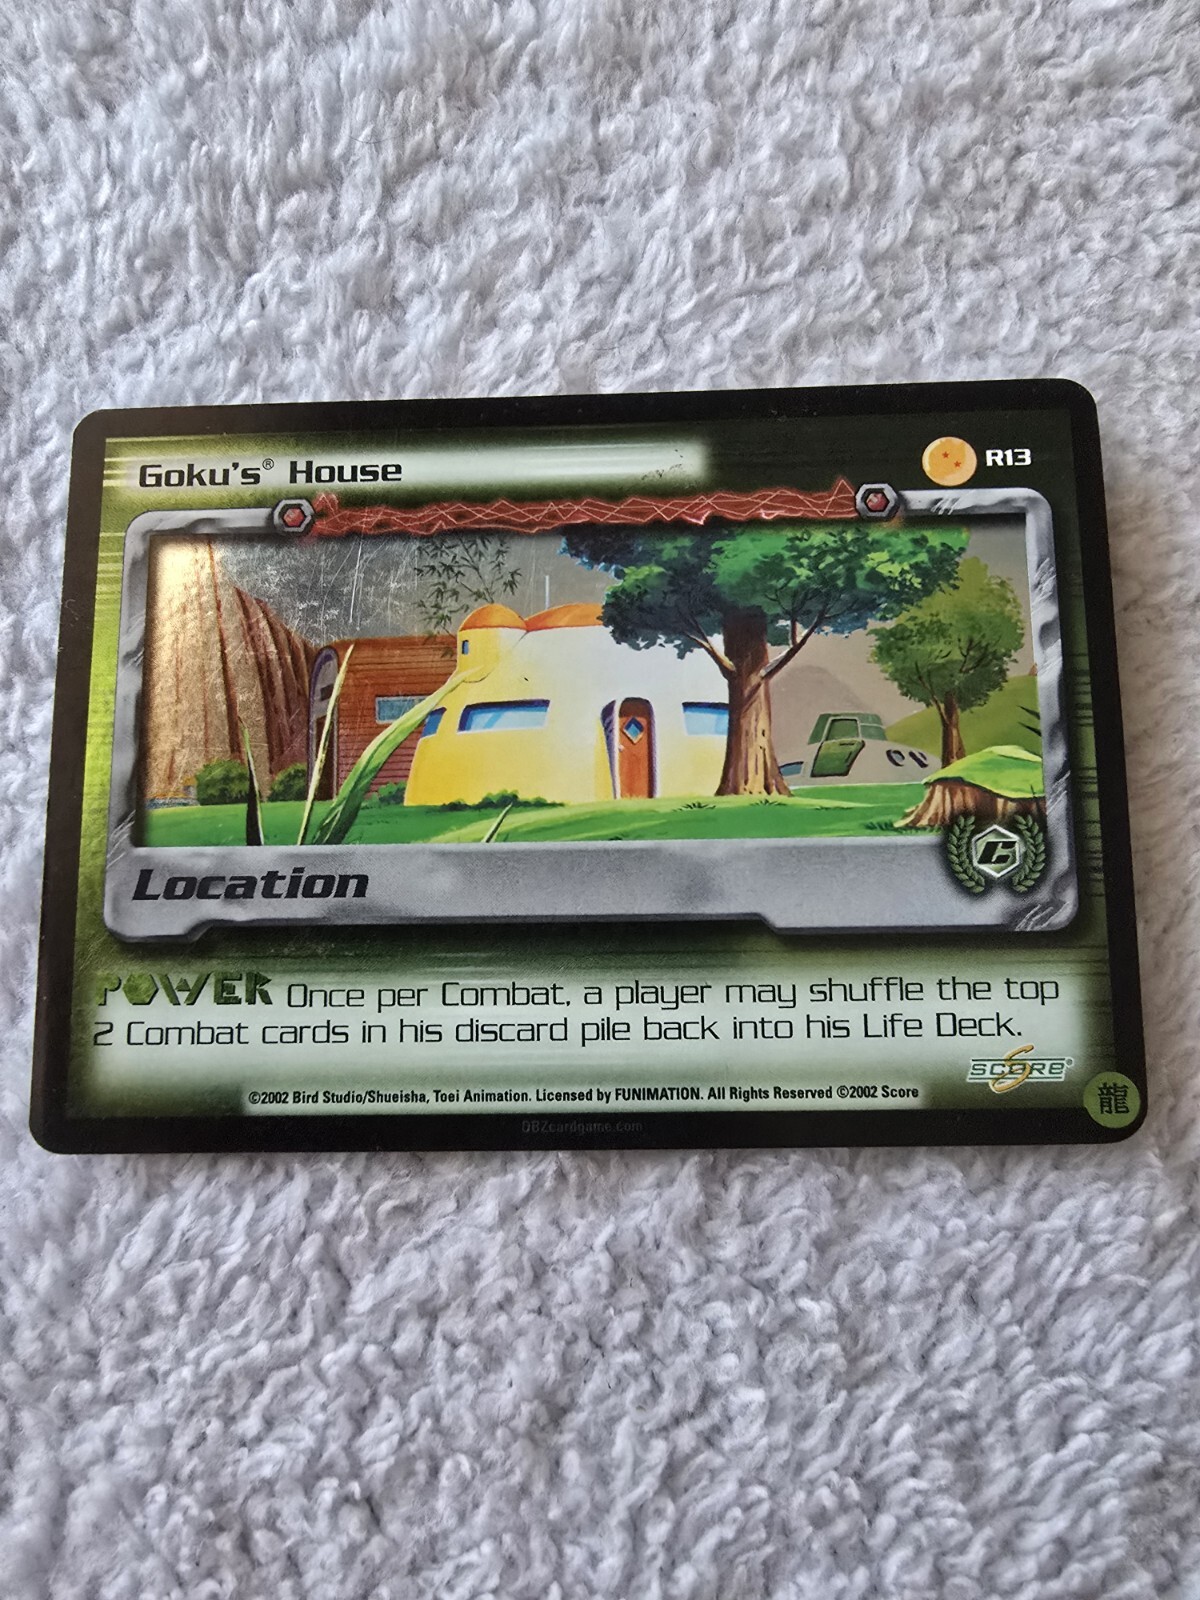 Goku's® House
R13
Location
C
POWER Once per Combat, a player may shuffle the top
2 Combat cards in his discard pile back into his Life Deck.
SCORE®
©2002 Bird Studio/Shueisha, Toei Animation. Licensed by FUNIMATION. All Rights Reserved ©2002 Score
龍
DBZcardgame.com